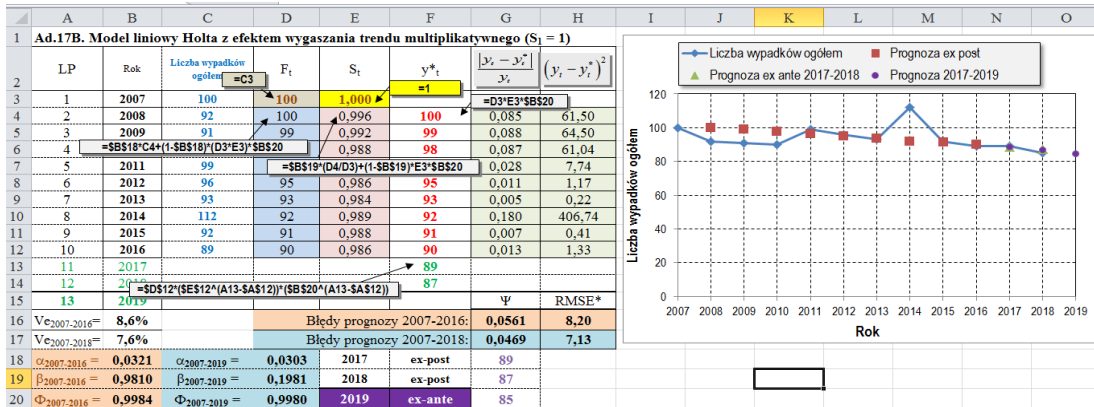 A B C D E F G H I J K L M N O
1 Ad.17B. Model liniowy Holta z efektem wygaszania trendu multiplikatywnego (S₁ = 1)
2 LP Rok Liczba wypadków ogółem Fₜ Sₜ y*ₜ |yₜ − yₜ*| / yₜ (yₜ − yₜ*)²
=C3 =1
3 1 2007 100 100 1,000 =D3*E3*$B$20
4 2 2008 92 100 0,996 100 0,085 61,50
5 3 2009 91 99 0,992 99 0,088 64,50
6 4 =$B$18*C4+(1-$B$18)*(D3*E3)*$B$20 0,988 98 0,087 61,04
7 5 2011 99 =$B$19*(D4/D3)+(1-$B$19)*E3*$B$20 0,028 7,74
8 6 2012 96 95 0,986 95 0,011 1,17
9 7 2013 93 93 0,984 93 0,005 0,22
10 8 2014 112 92 0,989 92 0,180 406,74
11 9 2015 92 91 0,988 91 0,007 0,41
12 10 2016 89 90 0,986 90 0,013 1,33
13 11 2017 89
14 12 =$D$12*($E$12^(A13-$A$12))*($B$20^(A13-$A$12)) 87
15 13 2019 Ψ RMSE*
16 Ve2007-2016= 8,6% Błędy prognozy 2007-2016: 0,0561 8,20
17 Ve2007-2018= 7,6% Błędy prognozy 2007-2018: 0,0469 7,13
18 α2007-2016 = 0,0321 α2007-2019 = 0,0303 2017 ex-post 89
19 β2007-2016 = 0,9810 β2007-2019 = 0,1981 2018 ex-post 87
20 Φ2007-2016 = 0,9984 Φ2007-2019 = 0,9980 2019 ex-ante 85
Liczba wypadków ogółem Prognoza ex post
Prognoza ex ante 2017-2018 Prognoza 2017-2019
Liczba wypadków ogółem
120
100
80
60
40
20
0
2007 2008 2009 2010 2011 2012 2013 2014 2015 2016 2017 2018 2019
Rok